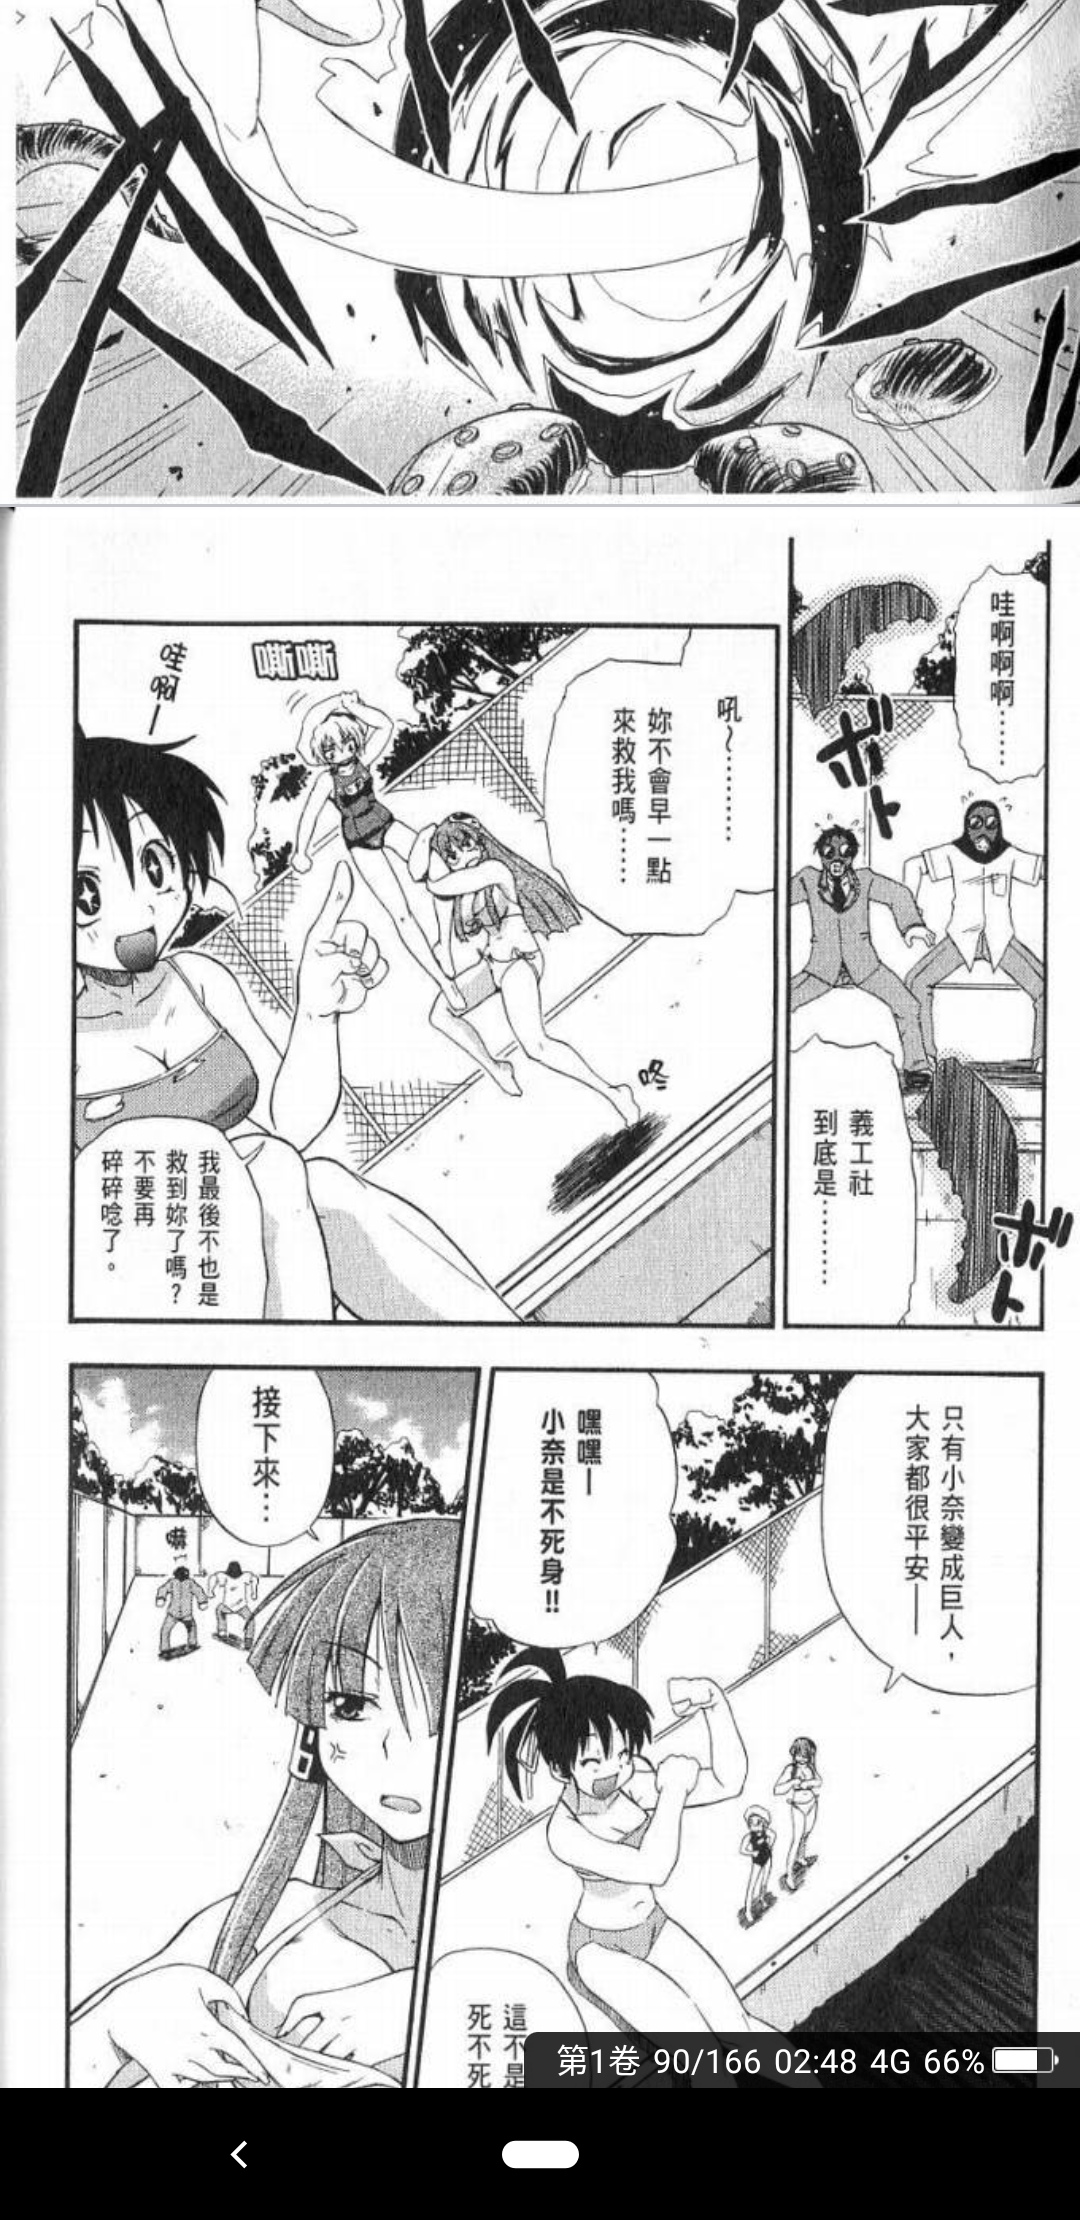 哇啊啊啊……
ボト
義工社
到底是………
ボト
吼～………
妳不會早一點
來救我嗎……
嘶嘶
哇啊—
咚
我最後不也是
救到妳了嗎？
不要再
碎碎唸了。
只有小奈變成巨人，
大家都很平安——
嘿嘿—
小奈是不死身!!
這不是
死不死
接下來…
嚇
第1卷 90/166 02:48 4G 66%